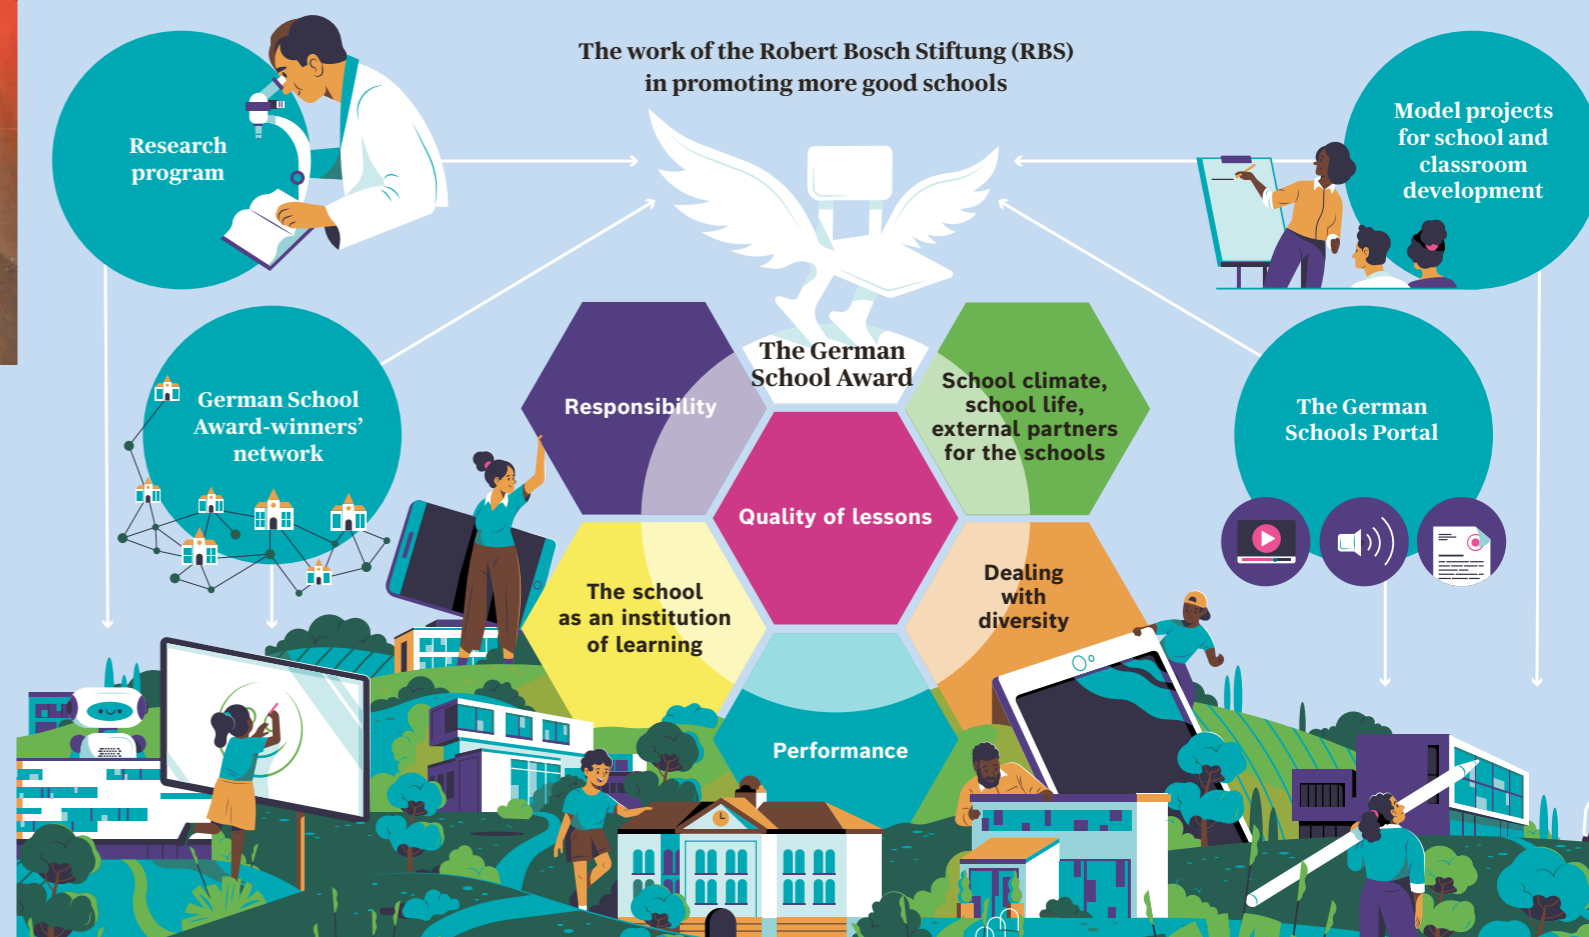 The work of the Robert Bosch Stiftung (RBS)
in promoting more good schools
Research
program
Model projects
for school and
classroom
development
German School
Award-winners’
network
The German
School Award
The German
Schools Portal
Responsibility
School climate,
school life,
external partners
for the schools
Quality of lessons
The school
as an institution
of learning
Dealing
with
diversity
Performance